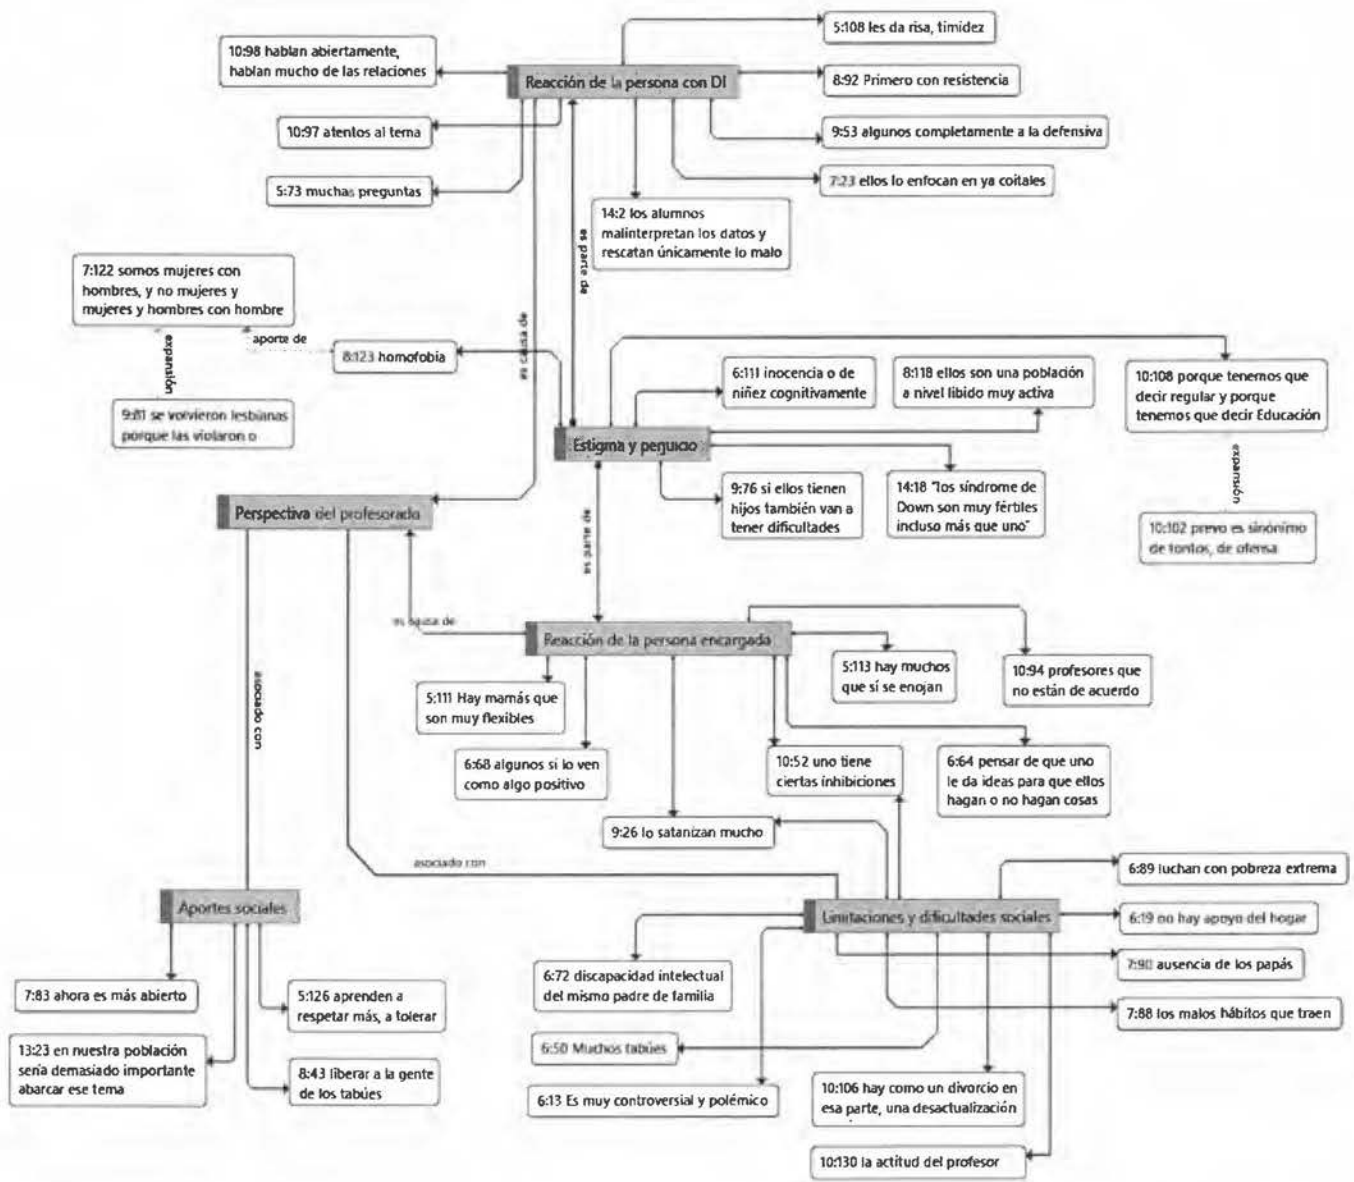 5:108 les da risa, timidez
10:98 hablan abiertamente,
hablan mucho de las relaciones
Reacción de la persona con DI
8:92 Primero con resistencia
10:97 atentos al tema
9:53 algunos completamente a la defensiva
5:73 muchas preguntas
7:23 ellos lo enfocan en ya coitales
14:2 los alumnos
malinterpretan los datos y
rescatan únicamente lo malo
es parte de
es causa de
7:122 somos mujeres con
hombres, y no mujeres y
mujeres y hombres con hombre
aporte de
expansión
8:123 homofobia
9:81 se volvieron lesbianas
porque las violaron o
6:111 inocencia o de
niñez cognitivamente
8:118 ellos son una población
a nivel libido muy activa
10:108 porque tenemos que
decir regular y porque
tenemos que decir Educación
Estigma y perjuicio
expansión
9:76 si ellos tienen
hijos también van a
tener dificultades
14:18 "los síndrome de
Down son muy fértiles
incluso más que uno"
10:102 prevo es sinónimo
de tontos, de ofensa
Perspectiva del profesorado
es parte de
es causa de
Reacción de la persona encargada
5:111 Hay mamás que
son muy flexibles
5:113 hay muchos
que sí se enojan
10:94 profesores que
no están de acuerdo
asociado con
6:68 algunos si lo ven
como algo positivo
10:52 uno tiene
ciertas inhibiciones
6:64 pensar de que uno
le da ideas para que ellos
hagan o no hagan cosas
9:26 lo satanizan mucho
asociado con
6:89 luchan con pobreza extrema
Aportes sociales
Limitaciones y dificultades sociales
6:19 no hay apoyo del hogar
6:72 discapacidad intelectual
del mismo padre de familia
7:90 ausencia de los papás
7:83 ahora es más abierto
5:126 aprenden a
respetar más, a tolerar
7:88 los malos hábitos que traen
6:50 Muchos tabúes
13:23 en nuestra población
sería demasiado importante
abarcar ese tema
8:43 liberar a la gente
de los tabúes
6:13 Es muy controversial y polémico
10:106 hay como un divorcio en
esa parte, una desactualización
10:130 la actitud del profesor